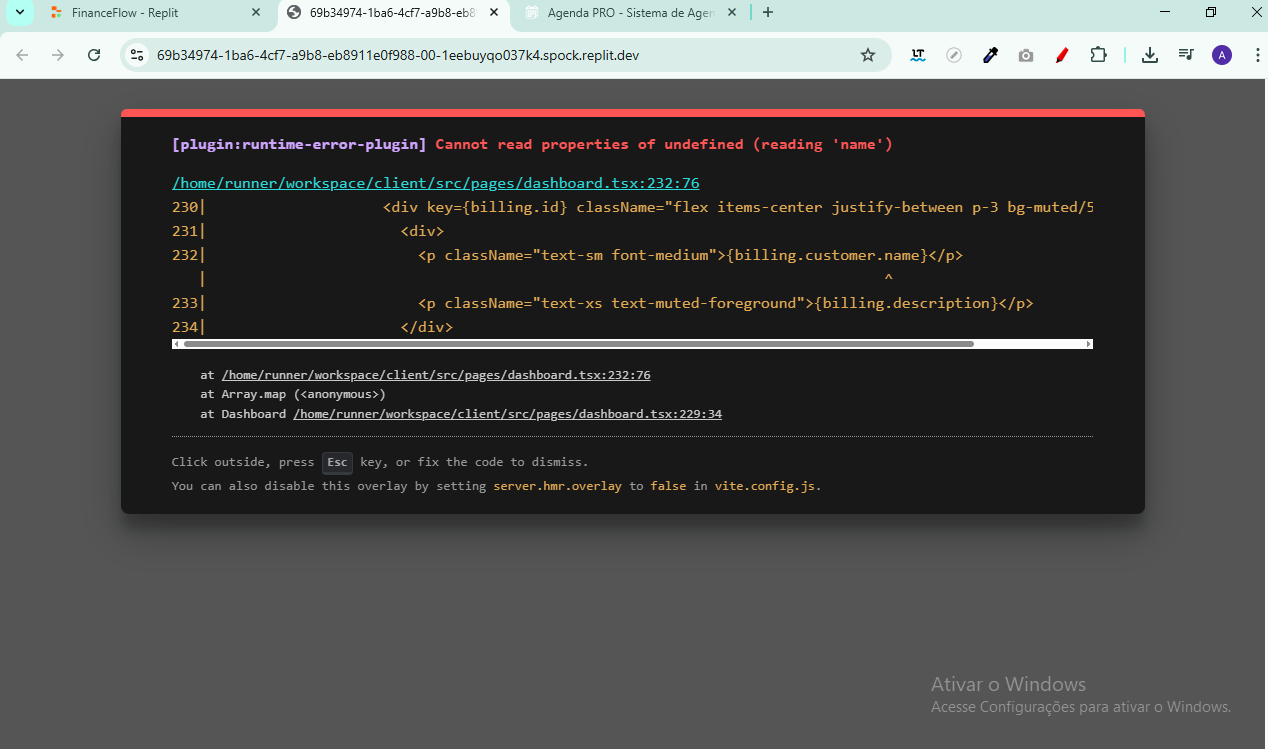 FinanceFlow - Replit
69b34974-1ba6-4cf7-a9b8-eb8
Agenda PRO - Sistema de Agen
69b34974-1ba6-4cf7-a9b8-eb8911e0f988-00-1eebuyqo037k4.spock.replit.dev
LT
A
[plugin:runtime-error-plugin] Cannot read properties of undefined (reading 'name')
/home/runner/workspace/client/src/pages/dashboard.tsx:232:76
230| <div key={billing.id} className="flex items-center justify-between p-3 bg-muted/5
231| <div>
232| <p className="text-sm font-medium">{billing.customer.name}</p>
| ^
233| <p className="text-xs text-muted-foreground">{billing.description}</p>
234| </div>
at /home/runner/workspace/client/src/pages/dashboard.tsx:232:76
at Array.map (<anonymous>)
at Dashboard /home/runner/workspace/client/src/pages/dashboard.tsx:229:34
Click outside, press Esc key, or fix the code to dismiss.
You can also disable this overlay by setting server.hmr.overlay to false in vite.config.js.
Ativar o Windows
Acesse Configurações para ativar o Windows.